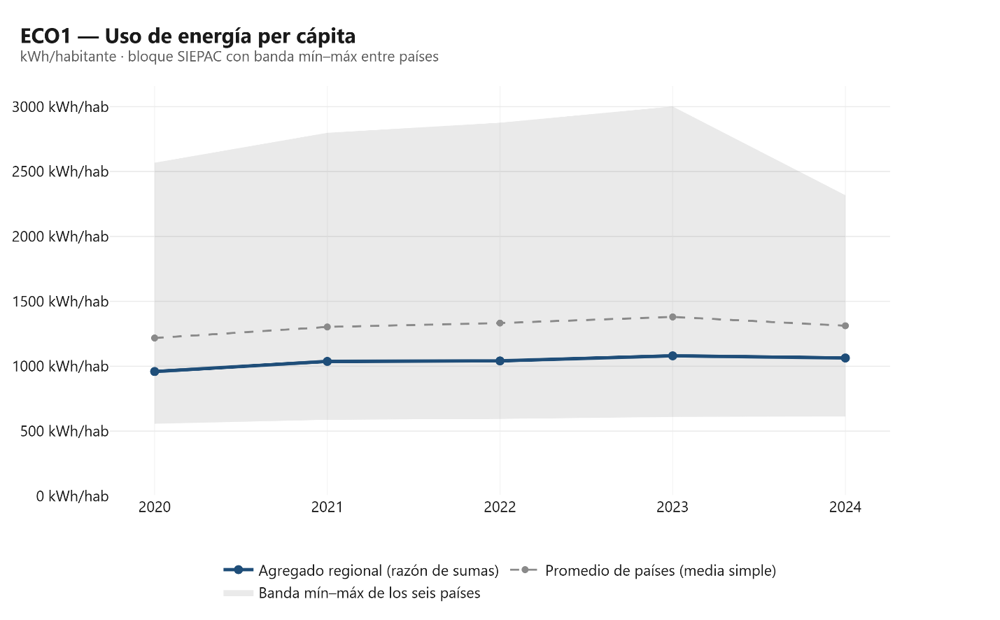 ECO1 — Uso de energía per cápita
kWh/habitante · bloque SIEPAC con banda mín–máx entre países
3000 kWh/hab
2500 kWh/hab
2000 kWh/hab
1500 kWh/hab
1000 kWh/hab
500 kWh/hab
0 kWh/hab
2020 2021 2022 2023 2024
Agregado regional (razón de sumas) Promedio de países (media simple)
Banda mín–máx de los seis países